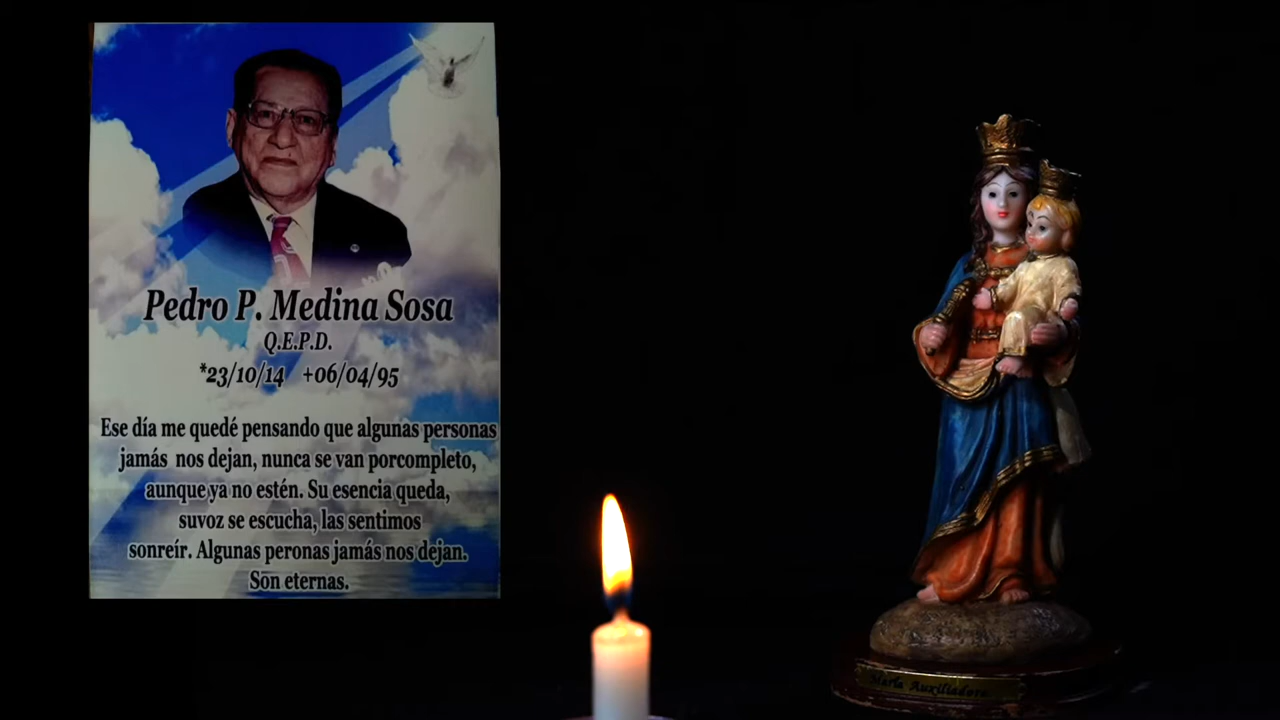 Pedro P. Medina Sosa
Q.E.P.D.
*23/10/14 +06/04/95
Ese día me quedé pensando que algunas personas
jamás nos dejan, nunca se van porcompleto,
aunque ya no estén. Su esencia queda,
suvoz se escucha, las sentimos
sonreír. Algunas peronas jamás nos dejan.
Son eternas.
María Auxiliadora